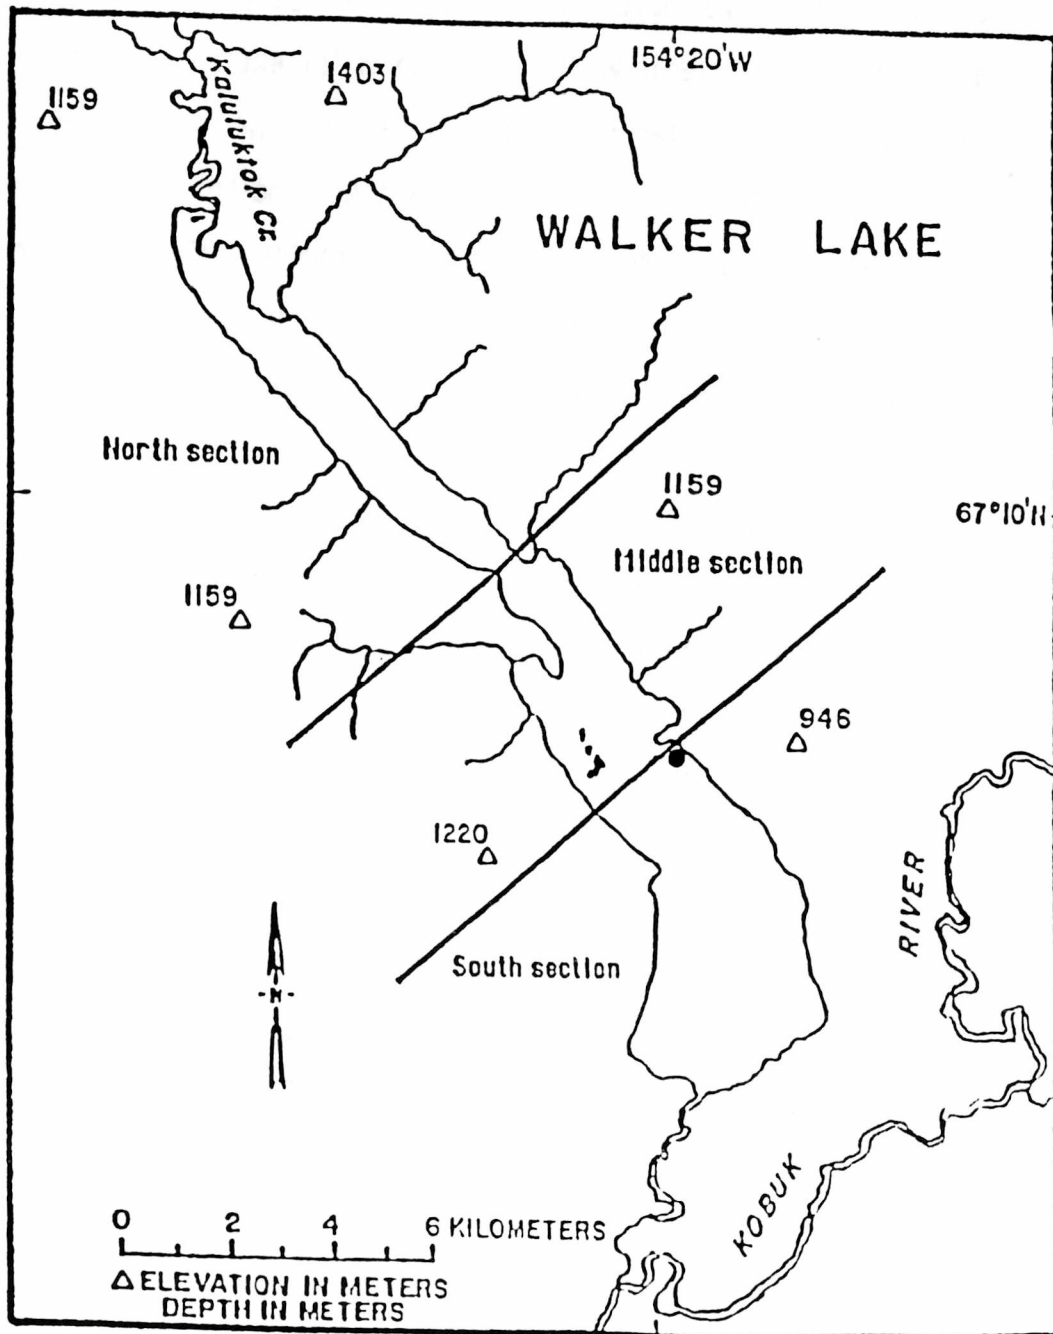 154°20'W
1403
1159
Kaluluktok CR.
WALKER LAKE
North section
1159
67°10'N
Middle section
1159
946
1220
RIVER
South section
N
KOBUK
0 2 4 6 KILOMETERS
△ ELEVATION IN METERS
DEPTH IN METERS